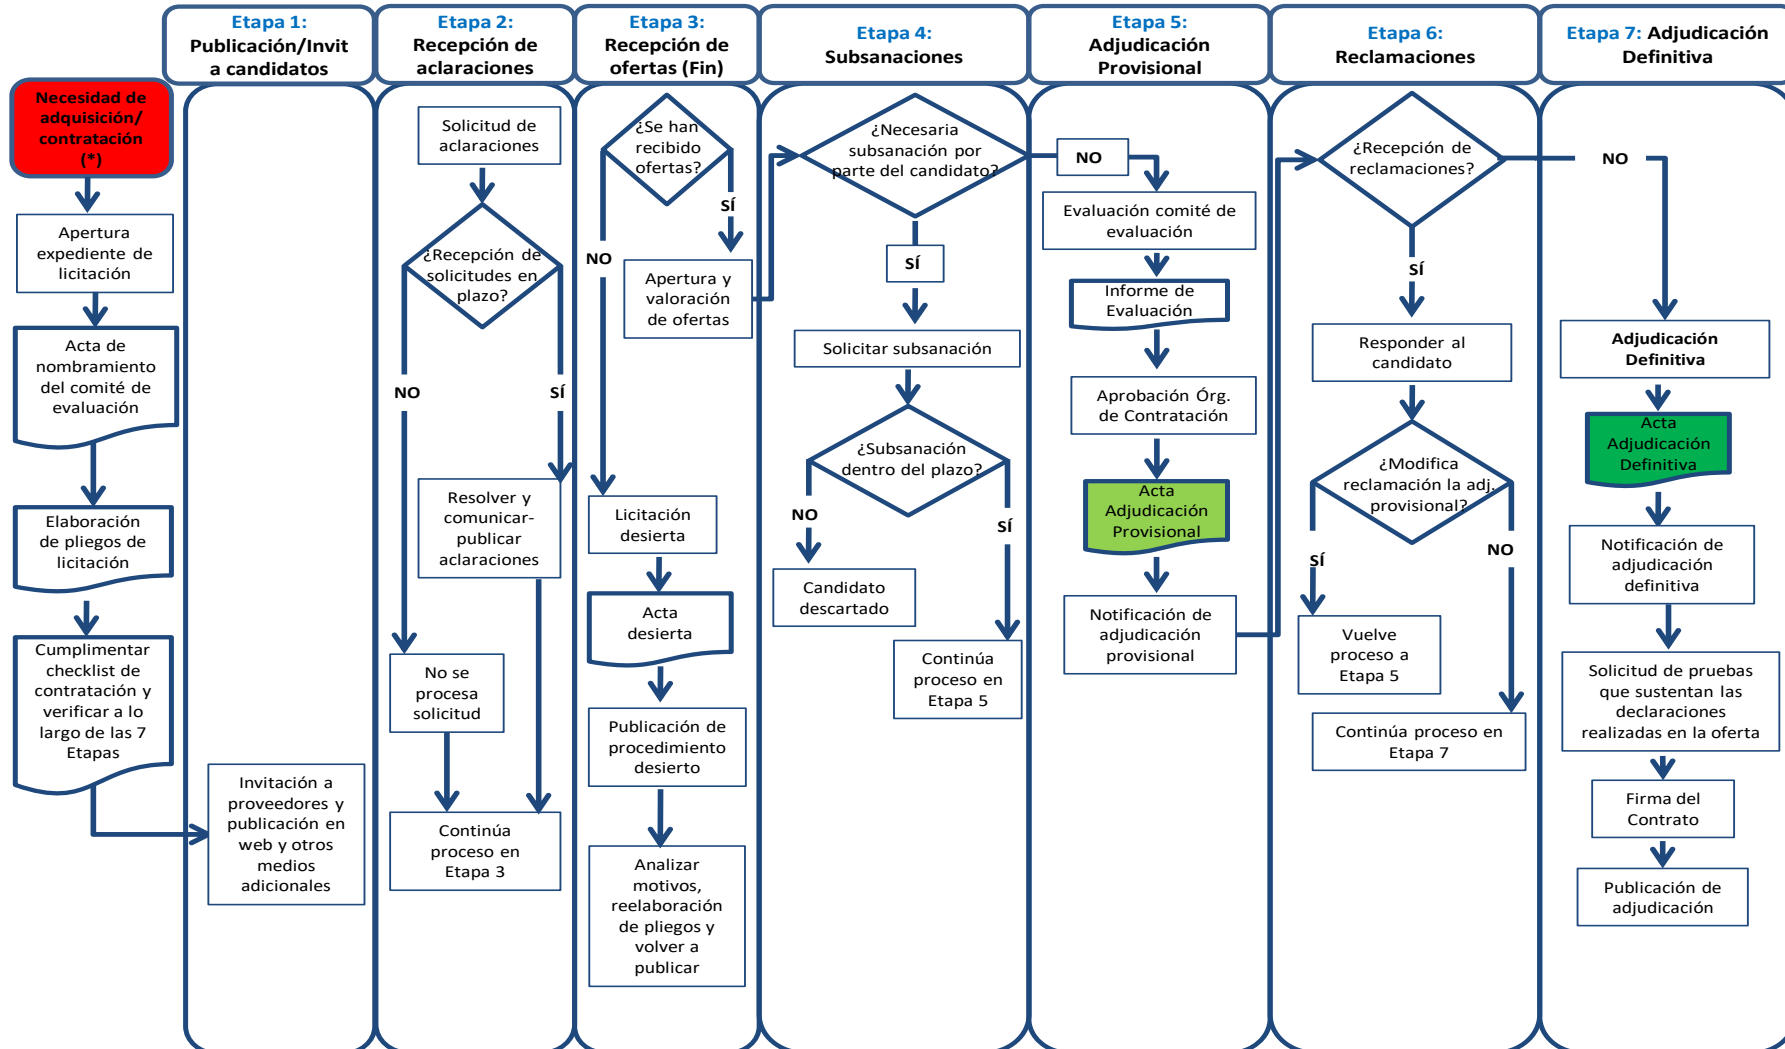 Etapa 1:
Publicación/Invit
a candidatos
Etapa 2:
Recepción de
aclaraciones
Etapa 3:
Recepción de
ofertas (Fin)
Etapa 4:
Subsanaciones
Etapa 5:
Adjudicación
Provisional
Etapa 6:
Reclamaciones
Etapa 7: Adjudicación
Definitiva
Necesidad de
adquisición/
contratación
(*)
Apertura
expediente de
licitación
Acta de
nombramiento
del comité de
evaluación
Elaboración
de pliegos de
licitación
Cumplimentar
checklist de
contratación y
verificar a lo
largo de las 7
Etapas
Invitación a
proveedores y
publicación en
web y otros
medios
adicionales
Solicitud de
aclaraciones
¿Recepción de
solicitudes en
plazo?
NO
SÍ
Resolver y
comunicar-
publicar
aclaraciones
No se
procesa
solicitud
Continúa
proceso en
Etapa 3
¿Se han
recibido
ofertas?
SÍ
NO
Apertura y
valoración
de ofertas
Licitación
desierta
Acta
desierta
Publicación de
procedimiento
desierto
Analizar
motivos,
reelaboración
de pliegos y
volver a
publicar
¿Necesaria
subsanación por
parte del candidato?
SÍ
Solicitar subsanación
¿Subsanación
dentro del plazo?
NO
SÍ
Candidato
descartado
Continúa
proceso en
Etapa 5
NO
Evaluación comité de
evaluación
Informe de
Evaluación
Aprobación Órg.
de Contratación
Acta
Adjudicación
Provisional
Notificación de
adjudicación
provisional
¿Recepción de
reclamaciones?
SÍ
Responder al
candidato
¿Modifica
reclamación la adj.
provisional?
SÍ
NO
Vuelve
proceso a
Etapa 5
Continúa proceso en
Etapa 7
NO
Adjudicación
Definitiva
Acta
Adjudicación
Definitiva
Notificación de
adjudicación
definitiva
Solicitud de pruebas
que sustentan las
declaraciones
realizadas en la oferta
Firma del
Contrato
Publicación de
adjudicación